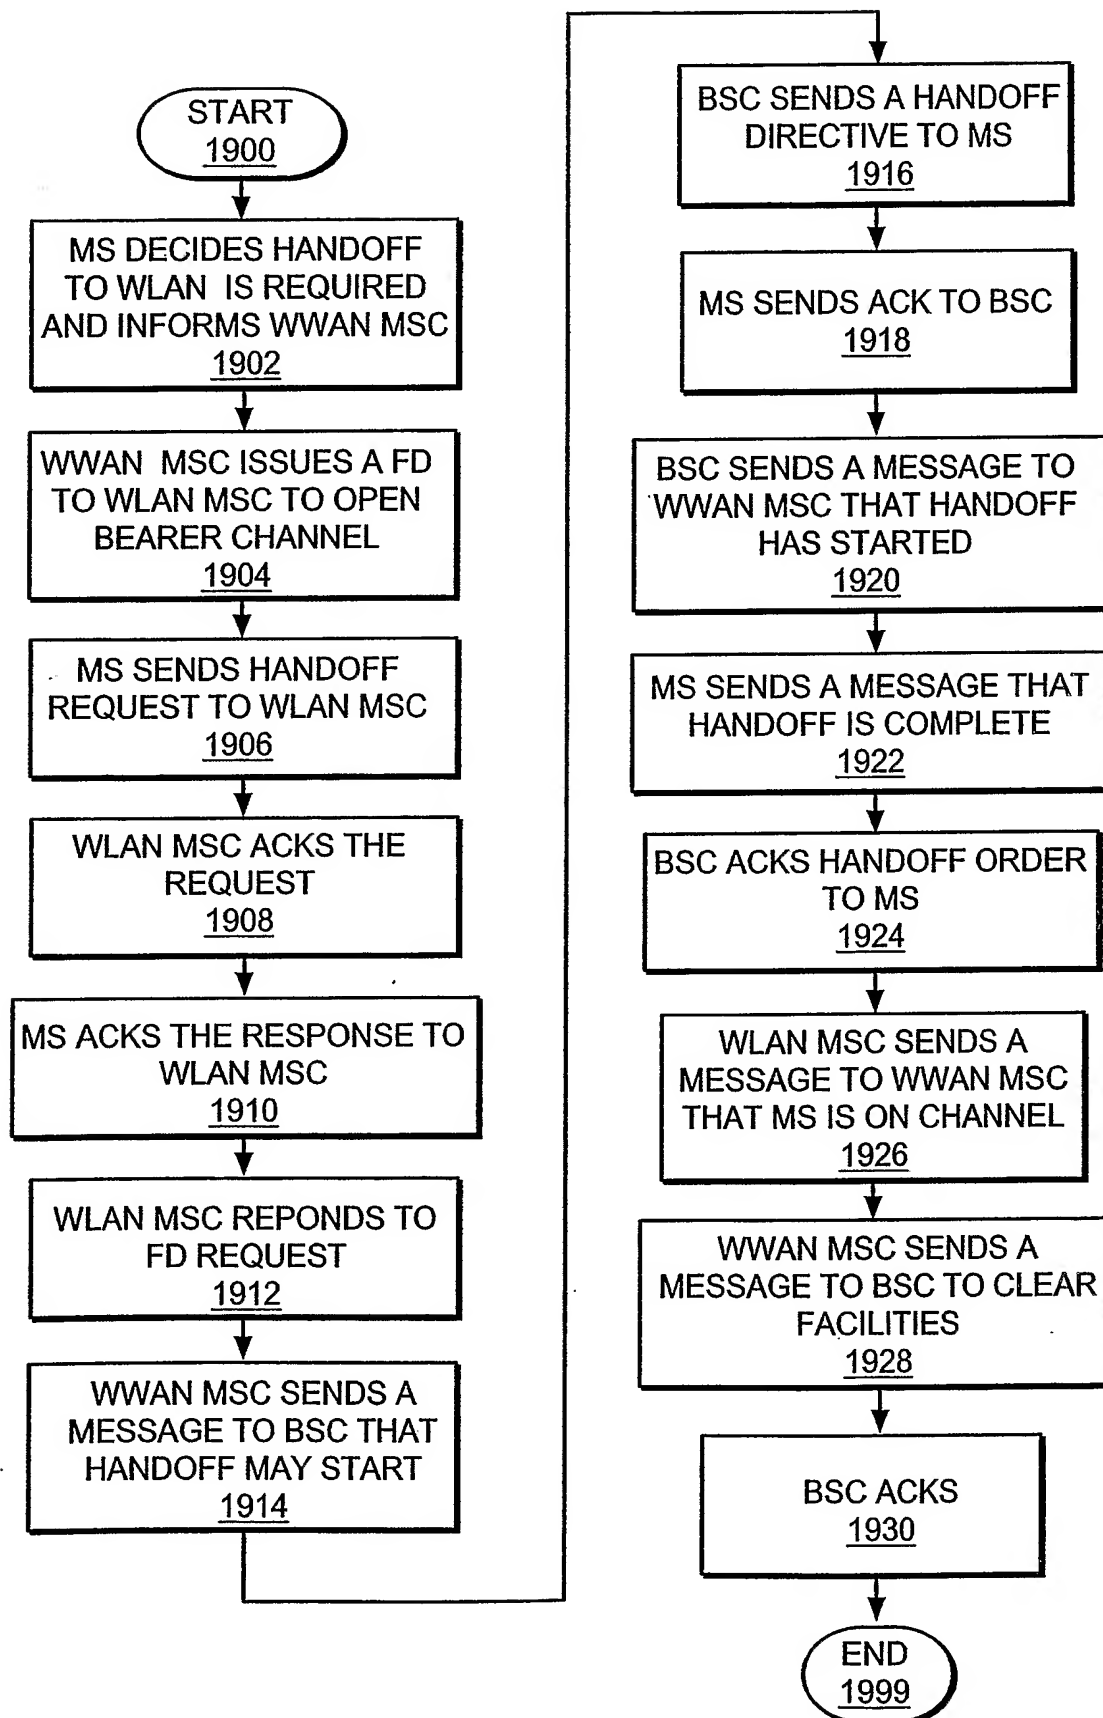 START
1900
MS DECIDES HANDOFF
TO WLAN IS REQUIRED
AND INFORMS WWAN MSC
1902
WWAN MSC ISSUES A FD
TO WLAN MSC TO OPEN
BEARER CHANNEL
1904
MS SENDS HANDOFF
REQUEST TO WLAN MSC
1906
WLAN MSC ACKS THE
REQUEST
1908
MS ACKS THE RESPONSE TO
WLAN MSC
1910
WLAN MSC REPONDS TO
FD REQUEST
1912
WWAN MSC SENDS A
MESSAGE TO BSC THAT
HANDOFF MAY START
1914
BSC SENDS A HANDOFF
DIRECTIVE TO MS
1916
MS SENDS ACK TO BSC
1918
BSC SENDS A MESSAGE TO
WWAN MSC THAT HANDOFF
HAS STARTED
1920
MS SENDS A MESSAGE THAT
HANDOFF IS COMPLETE
1922
BSC ACKS HANDOFF ORDER
TO MS
1924
WLAN MSC SENDS A
MESSAGE TO WWAN MSC
THAT MS IS ON CHANNEL
1926
WWAN MSC SENDS A
MESSAGE TO BSC TO CLEAR
FACILITIES
1928
BSC ACKS
1930
END
1999